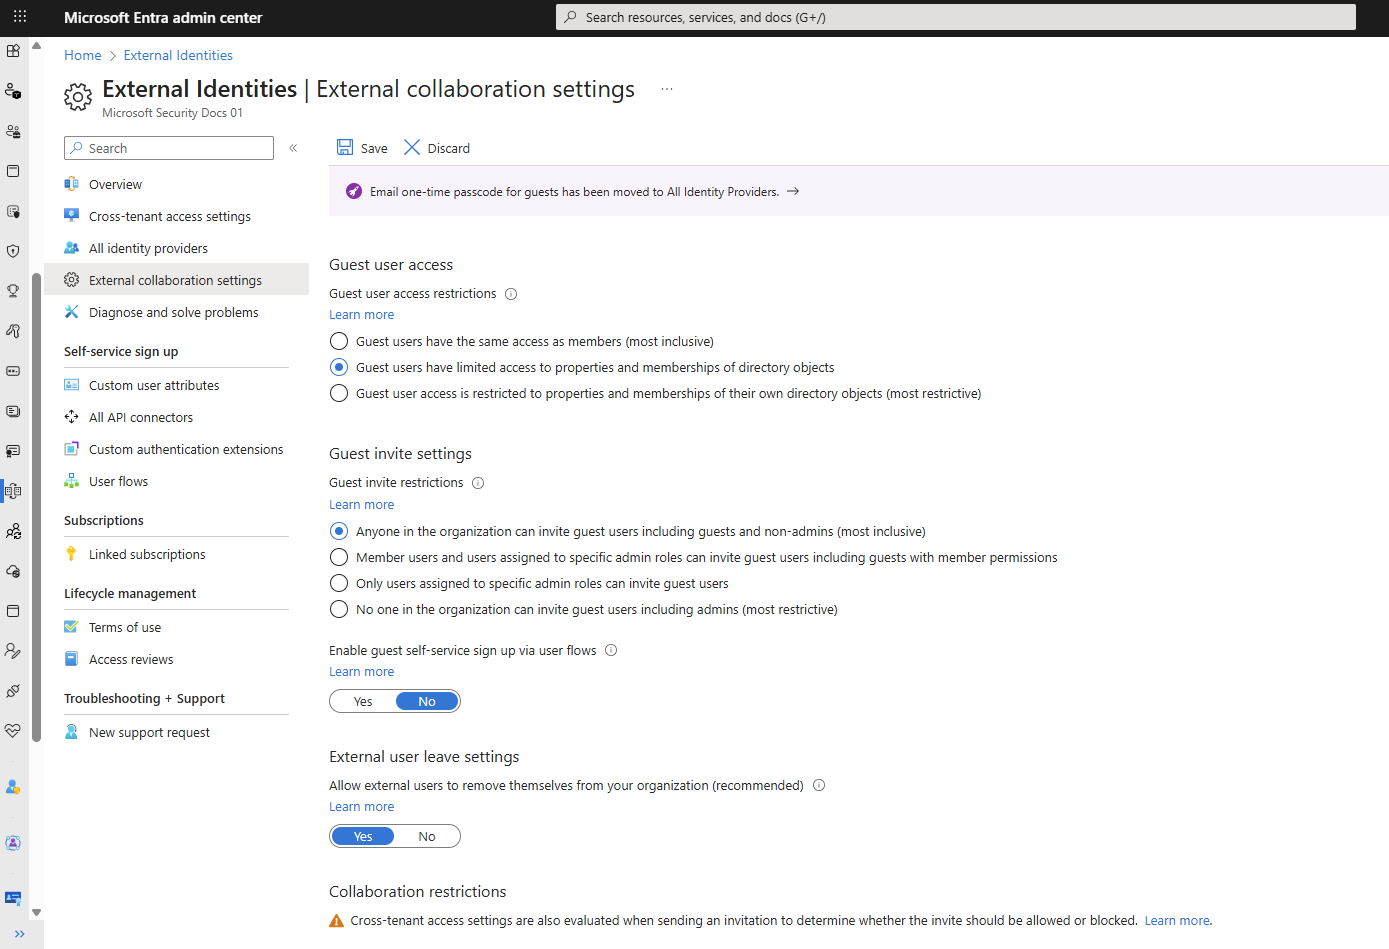 Microsoft Entra admin center
Search resources, services, and docs (G+/)
Home > External Identities
External Identities | External collaboration settings ...
Microsoft Security Docs 01
Search
«
Overview
Cross-tenant access settings
All identity providers
External collaboration settings
Diagnose and solve problems
Self-service sign up
Custom user attributes
All API connectors
Custom authentication extensions
User flows
Subscriptions
Linked subscriptions
Lifecycle management
Terms of use
Access reviews
Troubleshooting + Support
New support request
Save Discard
Email one-time passcode for guests has been moved to All Identity Providers. →
Guest user access
Guest user access restrictions
Learn more
Guest users have the same access as members (most inclusive)
Guest users have limited access to properties and memberships of directory objects
Guest user access is restricted to properties and memberships of their own directory objects (most restrictive)
Guest invite settings
Guest invite restrictions
Learn more
Anyone in the organization can invite guest users including guests and non-admins (most inclusive)
Member users and users assigned to specific admin roles can invite guest users including guests with member permissions
Only users assigned to specific admin roles can invite guest users
No one in the organization can invite guest users including admins (most restrictive)
Enable guest self-service sign up via user flows
Learn more
Yes No
External user leave settings
Allow external users to remove themselves from your organization (recommended)
Learn more
Yes No
Collaboration restrictions
Cross-tenant access settings are also evaluated when sending an invitation to determine whether the invite should be allowed or blocked. Learn more.